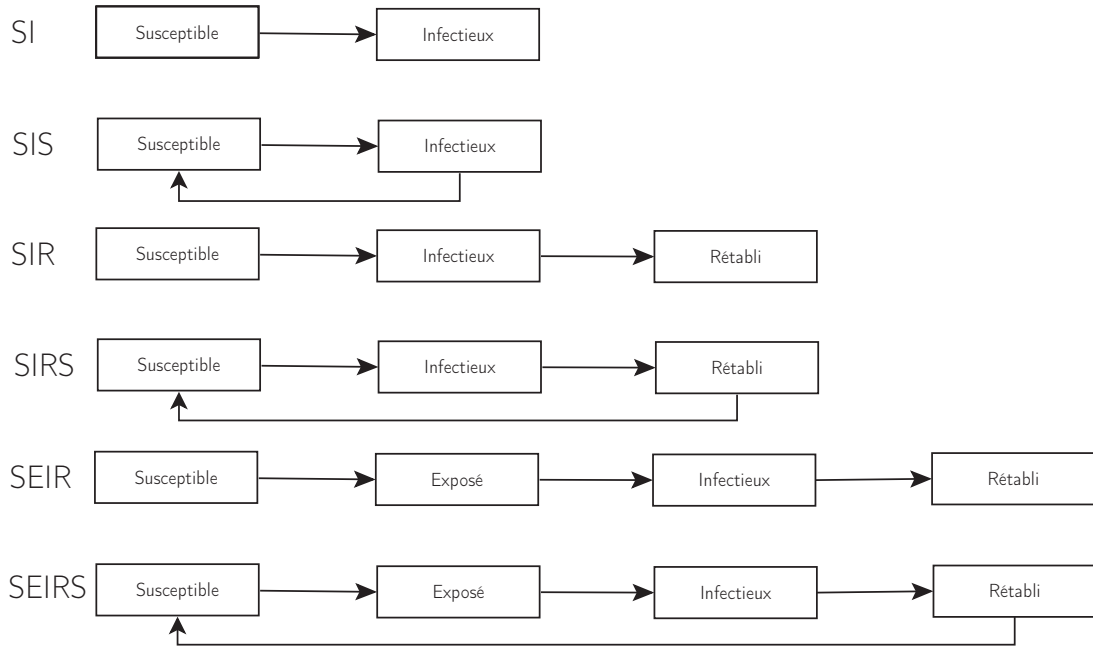 SI Susceptible Infectieux
SIS Susceptible Infectieux
SIR Susceptible Infectieux Rétabli
SIRS Susceptible Infectieux Rétabli
SEIR Susceptible Exposé Infectieux Rétabli
SEIRS Susceptible Exposé Infectieux Rétabli